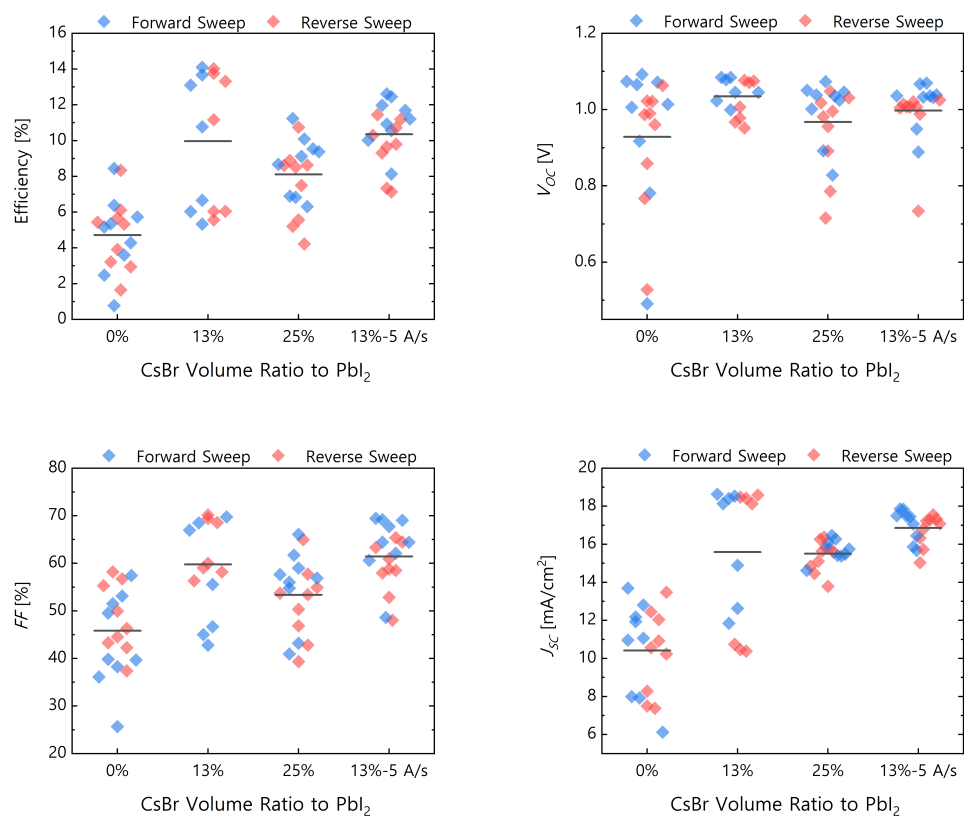 Forward Sweep Reverse Sweep
16
14
12
10
8
6
4
2
0
Efficiency [%]
0% 13% 25% 13%-5 A/s
CsBr Volume Ratio to PbI₂
Forward Sweep Reverse Sweep
1.2
1.0
0.8
0.6
V_OC [V]
0% 13% 25% 13%-5 A/s
CsBr Volume Ratio to PbI₂
Forward Sweep Reverse Sweep
80
70
60
50
40
30
20
FF [%]
0% 13% 25% 13%-5 A/s
CsBr Volume Ratio to PbI₂
Forward Sweep Reverse Sweep
20
18
16
14
12
10
8
6
J_SC [mA/cm²]
0% 13% 25% 13%-5 A/s
CsBr Volume Ratio to PbI₂